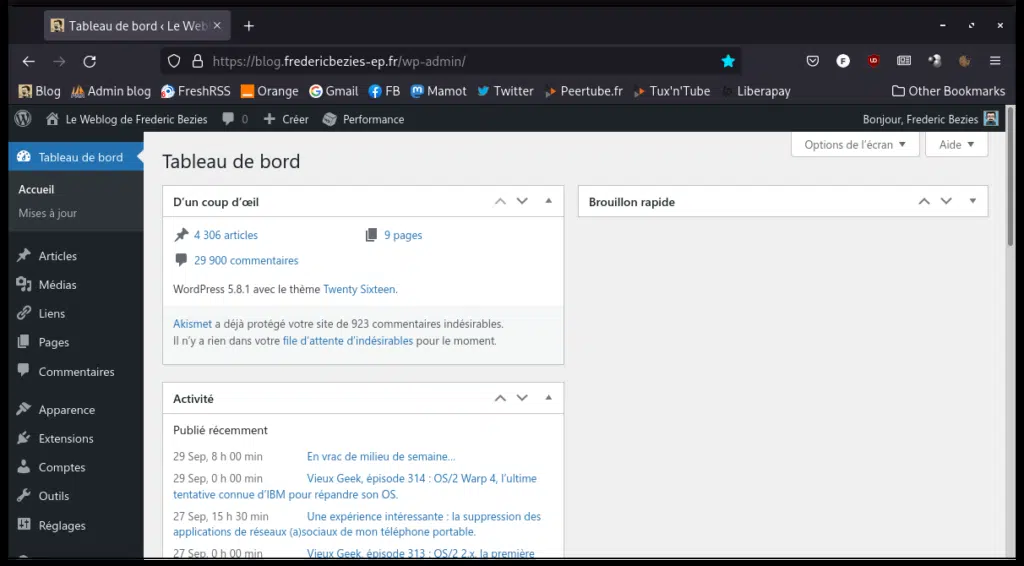 Tableau de bord ‹ Le Web
https://blog.fredericbezies-ep.fr/wp-admin/
Blog Admin blog FreshRSS Orange Gmail FB Mamot Twitter Peertube.fr Tux'n'Tube Liberapay Other Bookmarks
Le Weblog de Frederic Bezies 0 Créer Performance Bonjour, Frederic Bezies
Tableau de bord
Accueil
Mises à jour
Articles
Médias
Liens
Pages
Commentaires
Apparence
Extensions
Comptes
Outils
Réglages
Options de l'écran ▼ Aide ▼
Tableau de bord
D'un coup d'œil
4 306 articles 9 pages
29 900 commentaires
WordPress 5.8.1 avec le thème Twenty Sixteen.
Akismet a déjà protégé votre site de 923 commentaires indésirables.
Il n'y a rien dans votre file d'attente d'indésirables pour le moment.
Activité
Publié récemment
29 Sep, 8 h 00 min En vrac de milieu de semaine…
29 Sep, 0 h 00 min Vieux Geek, épisode 314 : OS/2 Warp 4, l'ultime
tentative connue d'IBM pour répandre son OS.
27 Sep, 15 h 30 min Une expérience intéressante : la suppression des
applications de réseaux (a)sociaux de mon téléphone portable.
27 Sep, 0 h 00 min Vieux Geek, épisode 313 : OS/2 2.x, la première
Brouillon rapide